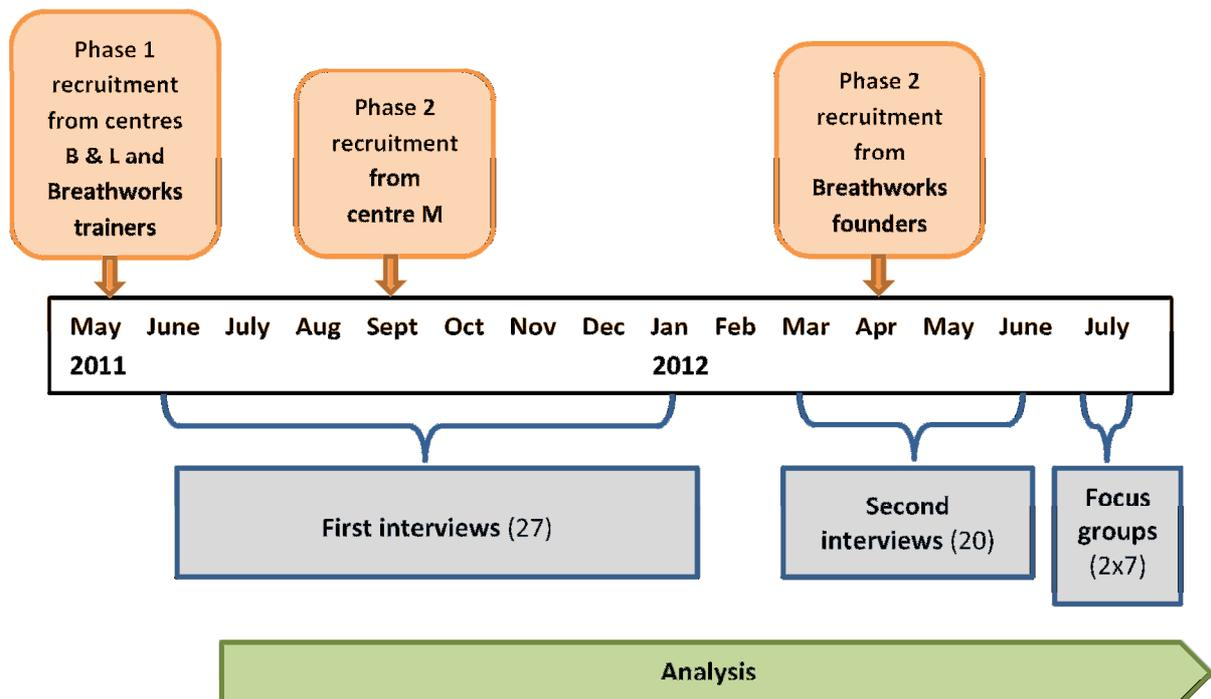 Phase 1
recruitment
from centres
B & L and
Breathworks
trainers
Phase 2
recruitment
from
centre M
Phase 2
recruitment
from
Breathworks
founders
May June July Aug Sept Oct Nov Dec Jan Feb Mar Apr May June July
2011 2012
First interviews (27)
Second
interviews (20)
Focus
groups
(2x7)
Analysis